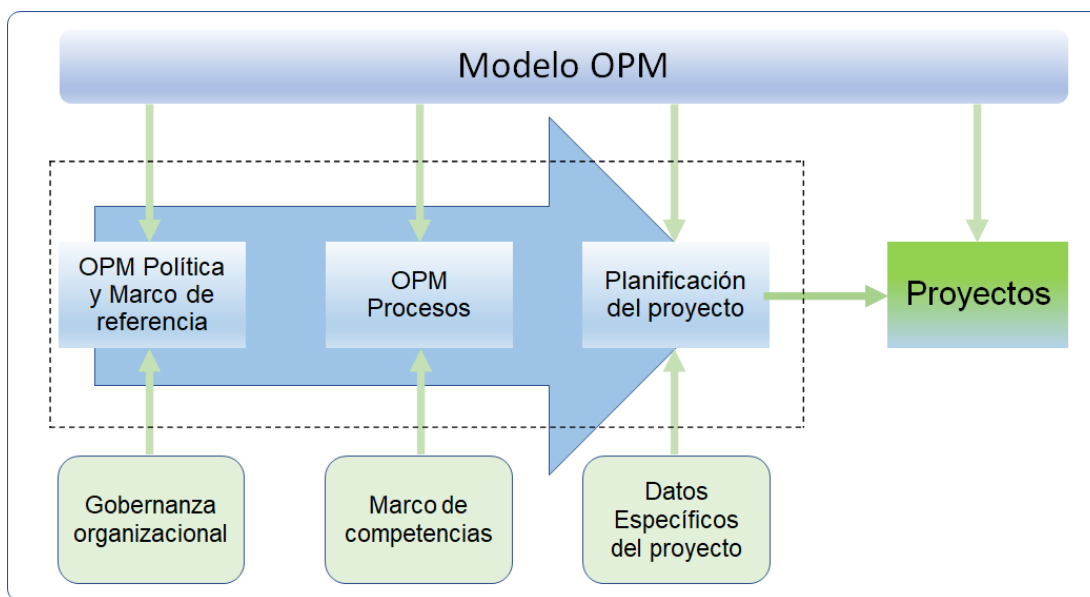 Modelo OPM
OPM Política
y Marco de
referencia
OPM
Procesos
Planificación
del proyecto
Proyectos
Gobernanza
organizacional
Marco de
competencias
Datos
Específicos
del proyecto